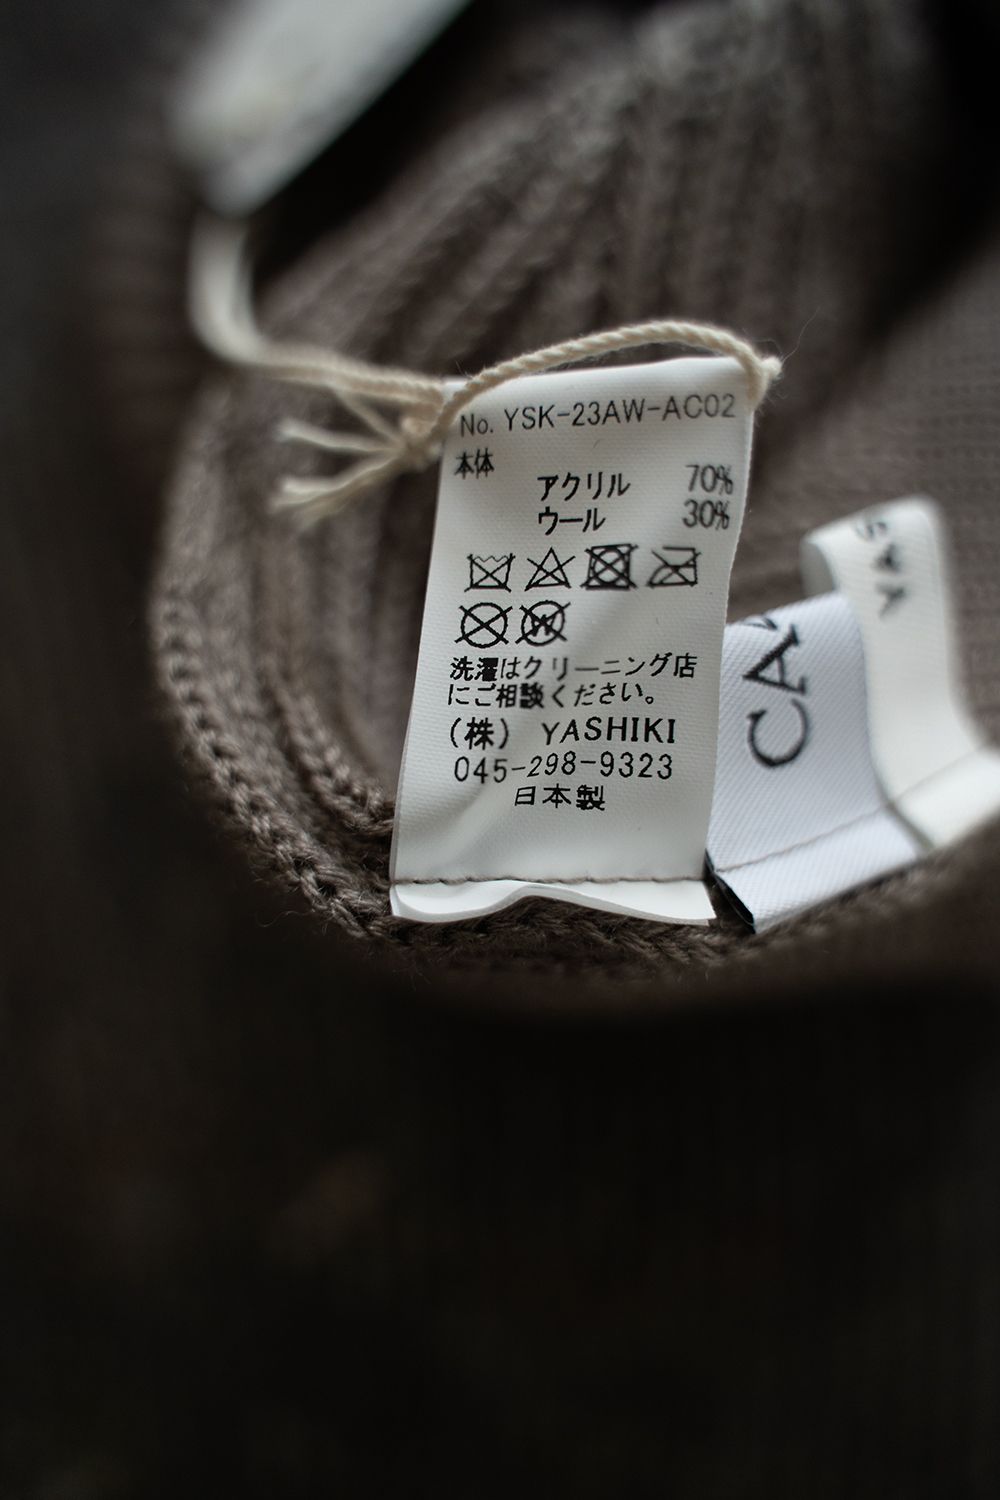 No. YSK-23AW-AC02
本体
アクリル 70%
ウール 30%
W
洗濯はクリーニング店
にご相談ください。
(株) YASHIKI
045-298-9323
日本製